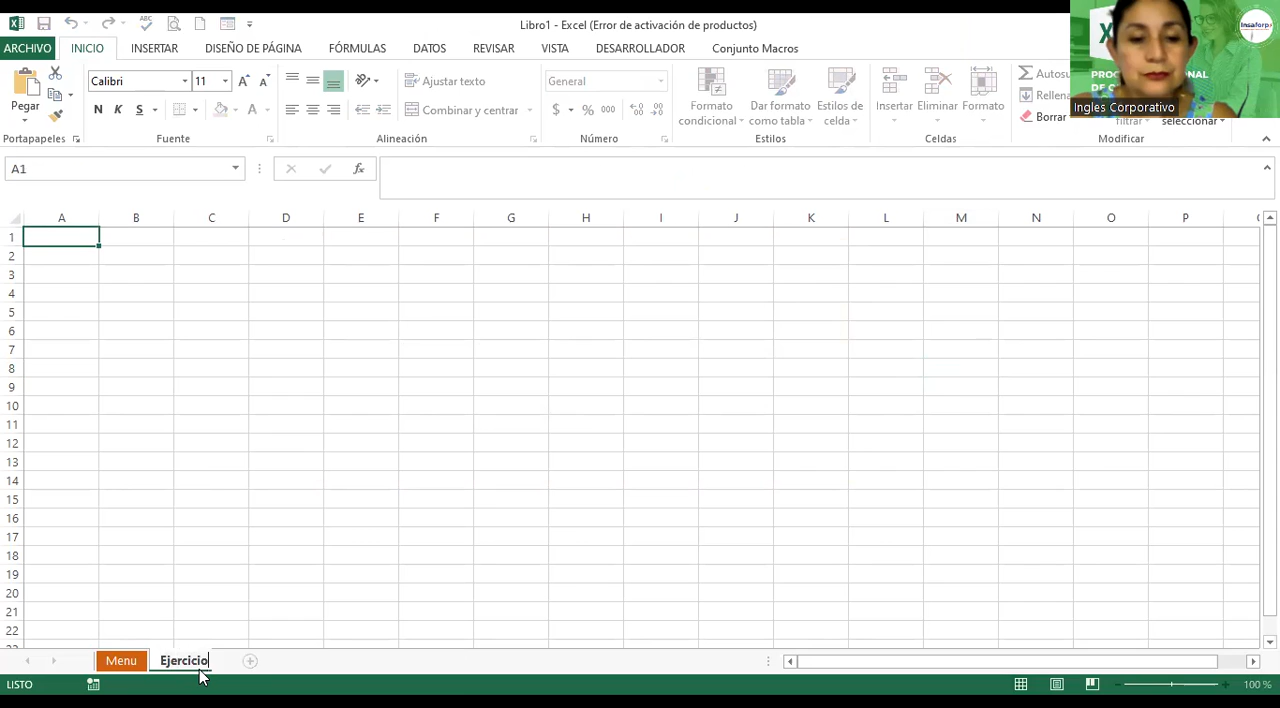 Libro1 - Excel (Error de activación de productos)
ARCHIVO INICIO INSERTAR DISEÑO DE PÁGINA FÓRMULAS DATOS REVISAR VISTA DESARROLLADOR Conjunto Macros
Pegar
Calibri 11
N K S
Ajustar texto
Combinar y centrar
General
$ % 000
Formato condicional
Dar formato como tabla
Estilos de celda
Insertar Eliminar Formato
Autosu
Rellena
Borrar
filtrar
seleccionar
Portapapeles Fuente Alineación Número Estilos Celdas Modificar
Insaforp
Ingles Corporativo
A1
fx
A B C D E F G H I J K L M N O P
1
2
3
4
5
6
7
8
9
10
11
12
13
14
15
16
17
18
19
20
21
22
Menu Ejercicio
LISTO
100 %